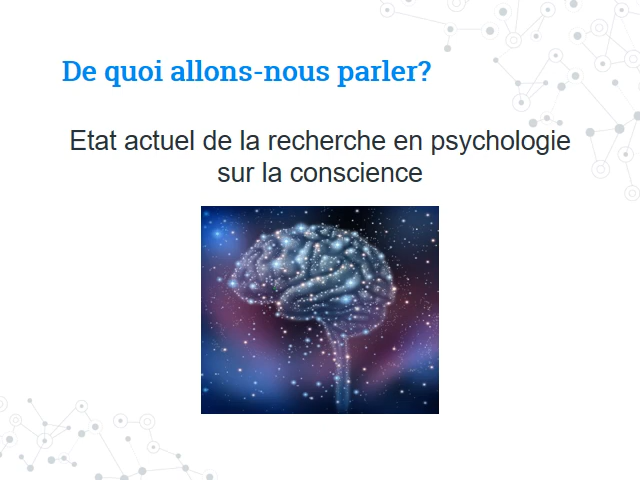 De quoi allons-nous parler?
Etat actuel de la recherche en psychologie
sur la conscience